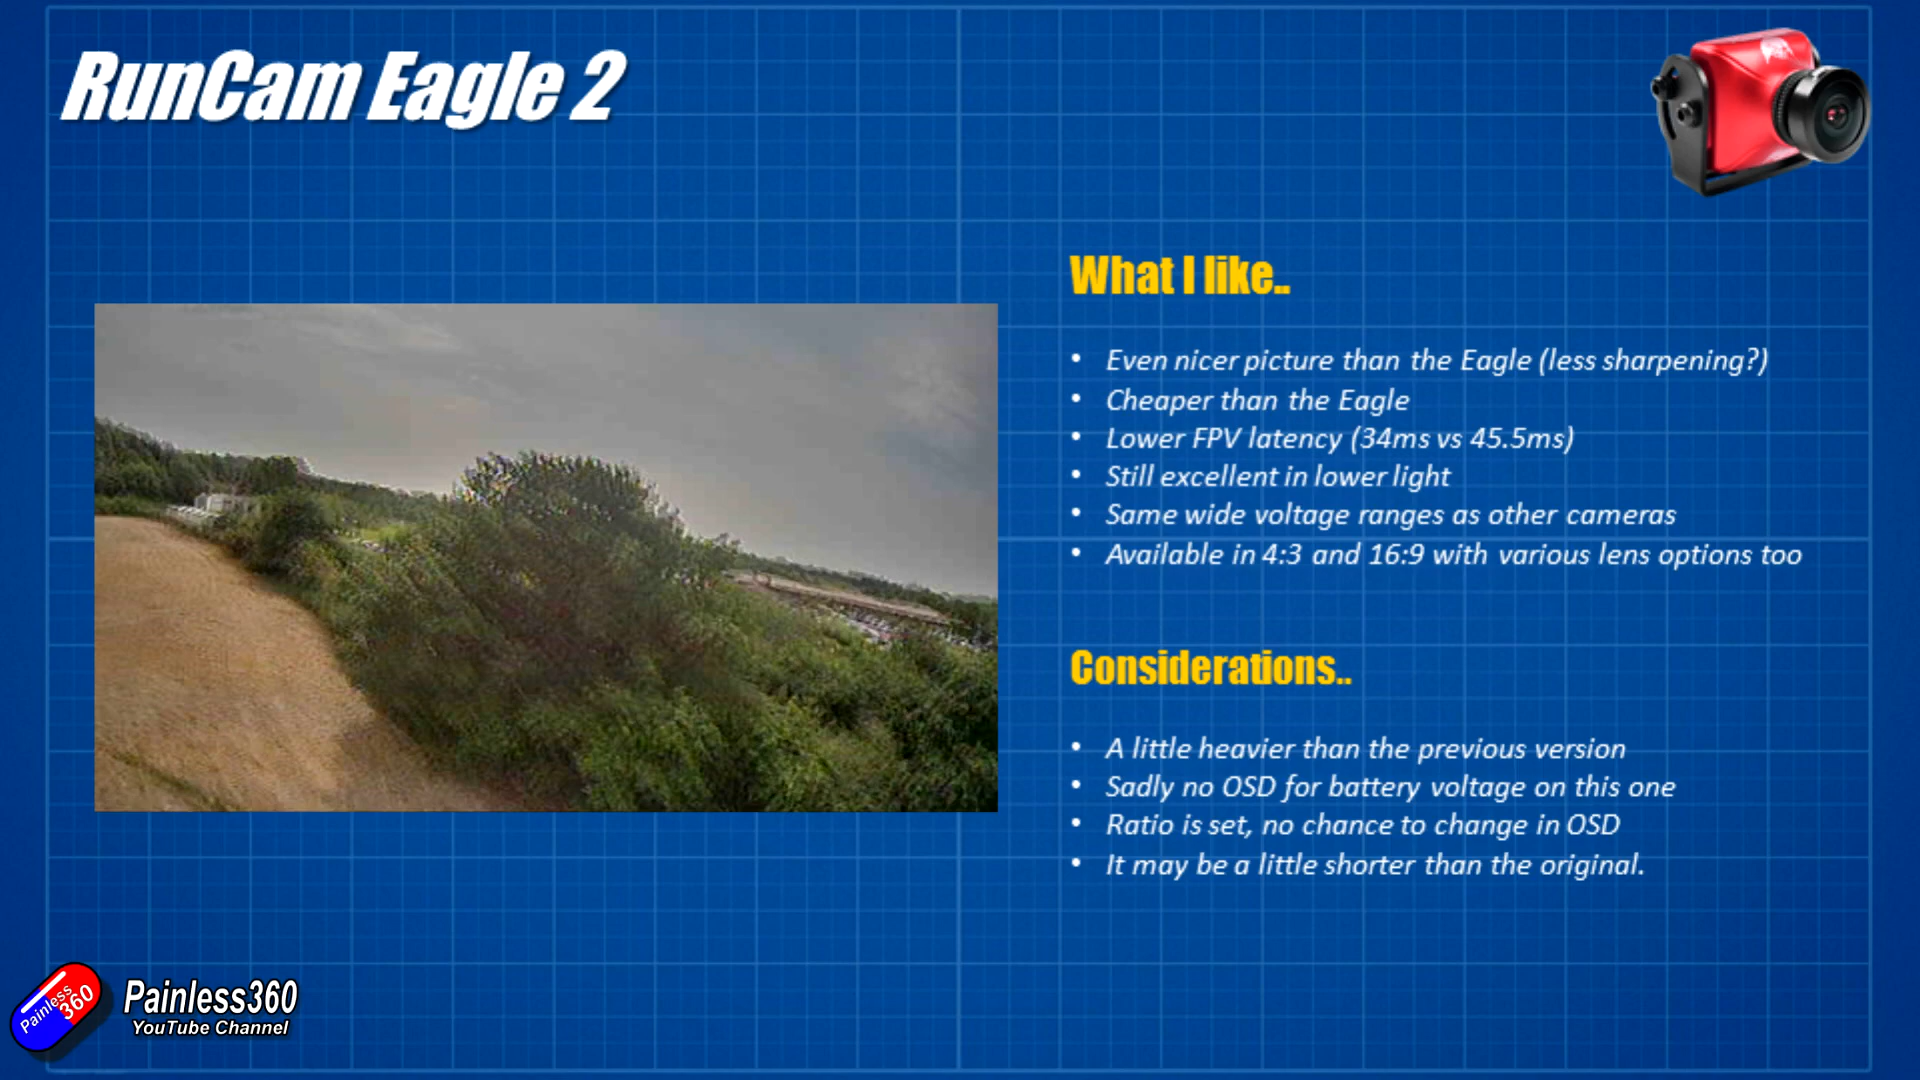 RunCam Eagle 2
What I like..
• Even nicer picture than the Eagle (less sharpening?)
• Cheaper than the Eagle
• Lower FPV latency (34ms vs 45.5ms)
• Still excellent in lower light
• Same wide voltage ranges as other cameras
• Available in 4:3 and 16:9 with various lens options too
Considerations..
• A little heavier than the previous version
• Sadly no OSD for battery voltage on this one
• Ratio is set, no chance to change in OSD
• It may be a little shorter than the original.
Painless
360
Painless360
YouTube Channel